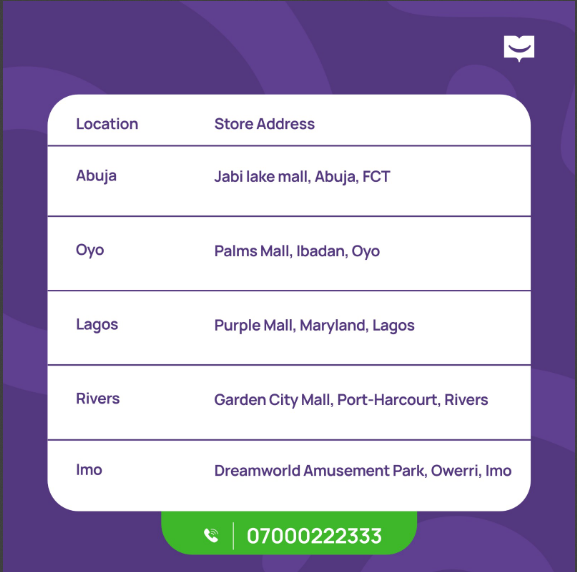 Location Store Address
Abuja Jabi lake mall, Abuja, FCT
Oyo Palms Mall, Ibadan, Oyo
Lagos Purple Mall, Maryland, Lagos
Rivers Garden City Mall, Port-Harcourt, Rivers
Imo Dreamworld Amusement Park, Owerri, Imo
07000222333